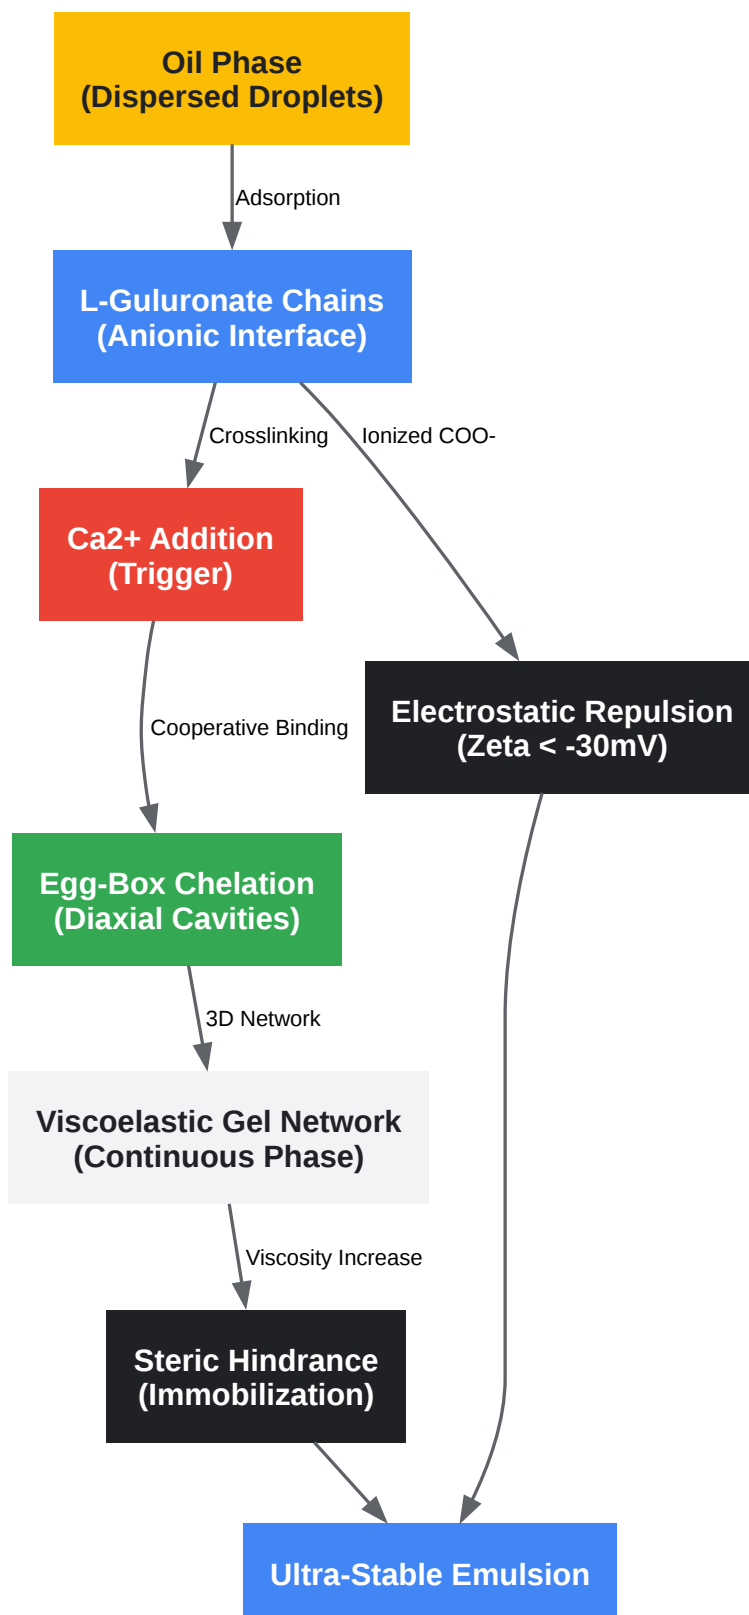 Oil Phase
(Dispersed Droplets)
Adsorption
L-Guluronate Chains
(Anionic Interface)
Crosslinking
Ionized COO-
Ca2+ Addition
(Trigger)
Electrostatic Repulsion
(Zeta < -30mV)
Cooperative Binding
Egg-Box Chelation
(Diaxial Cavities)
3D Network
Viscoelastic Gel Network
(Continuous Phase)
Viscosity Increase
Steric Hindrance
(Immobilization)
Ultra-Stable Emulsion